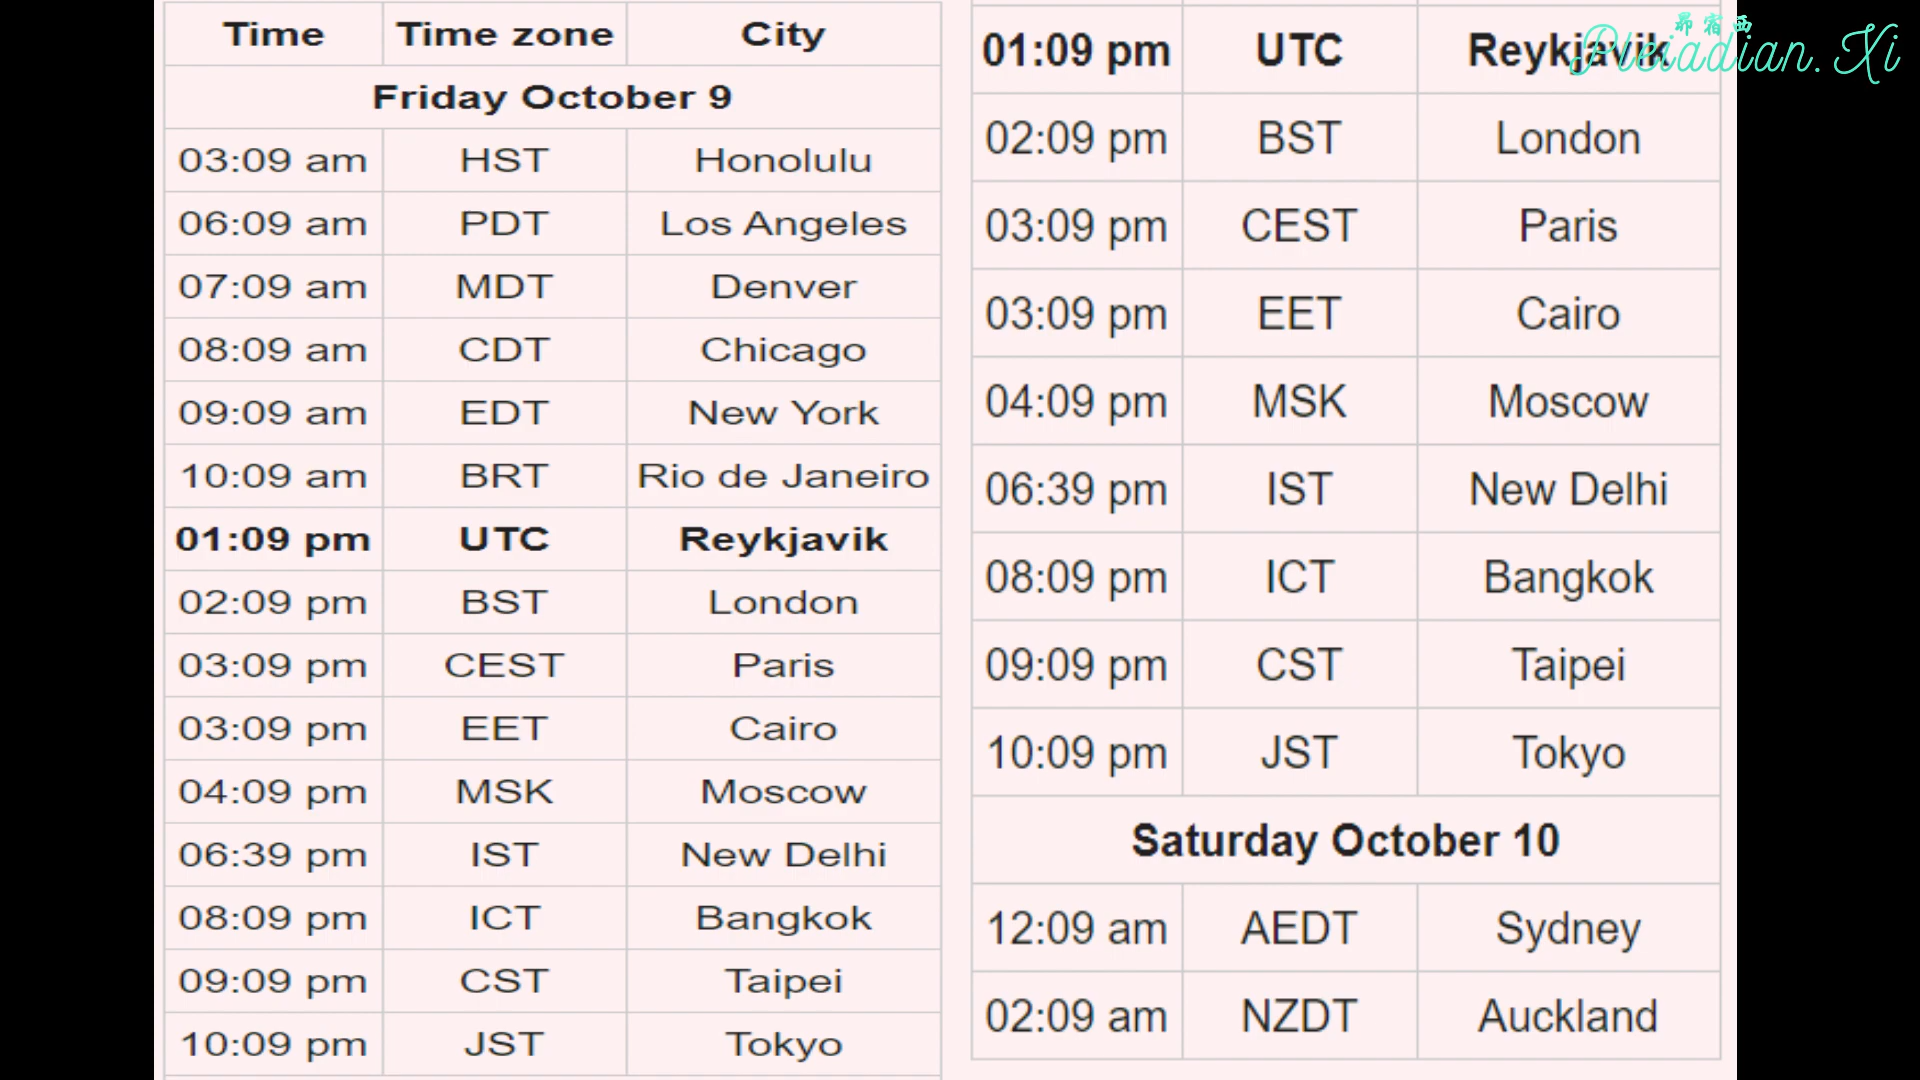 Time Time zone City
Friday October 9
03:09 am HST Honolulu
06:09 am PDT Los Angeles
07:09 am MDT Denver
08:09 am CDT Chicago
09:09 am EDT New York
10:09 am BRT Rio de Janeiro
01:09 pm UTC Reykjavik
02:09 pm BST London
03:09 pm CEST Paris
03:09 pm EET Cairo
04:09 pm MSK Moscow
06:39 pm IST New Delhi
08:09 pm ICT Bangkok
09:09 pm CST Taipei
10:09 pm JST Tokyo
01:09 pm UTC Reykjavik
02:09 pm BST London
03:09 pm CEST Paris
03:09 pm EET Cairo
04:09 pm MSK Moscow
06:39 pm IST New Delhi
08:09 pm ICT Bangkok
09:09 pm CST Taipei
10:09 pm JST Tokyo
Saturday October 10
12:09 am AEDT Sydney
02:09 am NZDT Auckland
昴宿西
Pleiadian.Xi